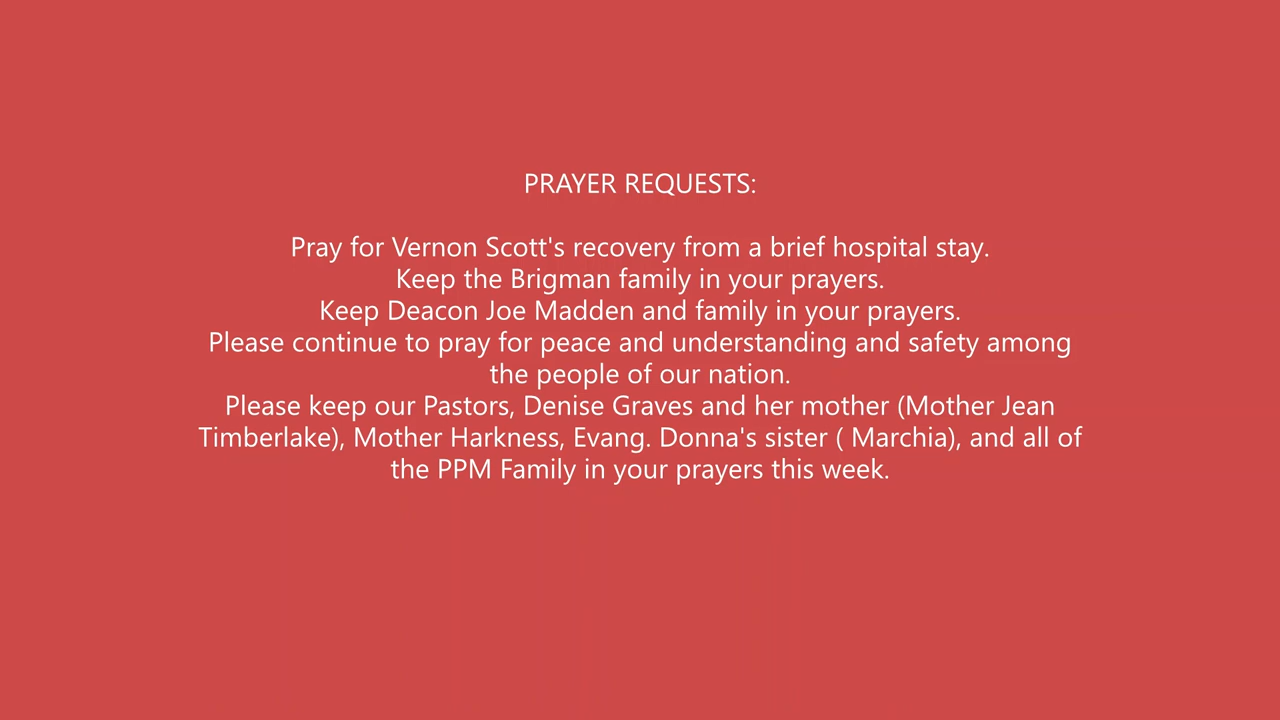 PRAYER REQUESTS:
Pray for Vernon Scott's recovery from a brief hospital stay.
Keep the Brigman family in your prayers.
Keep Deacon Joe Madden and family in your prayers.
Please continue to pray for peace and understanding and safety among
the people of our nation.
Please keep our Pastors, Denise Graves and her mother (Mother Jean
Timberlake), Mother Harkness, Evang. Donna's sister ( Marchia), and all of
the PPM Family in your prayers this week.